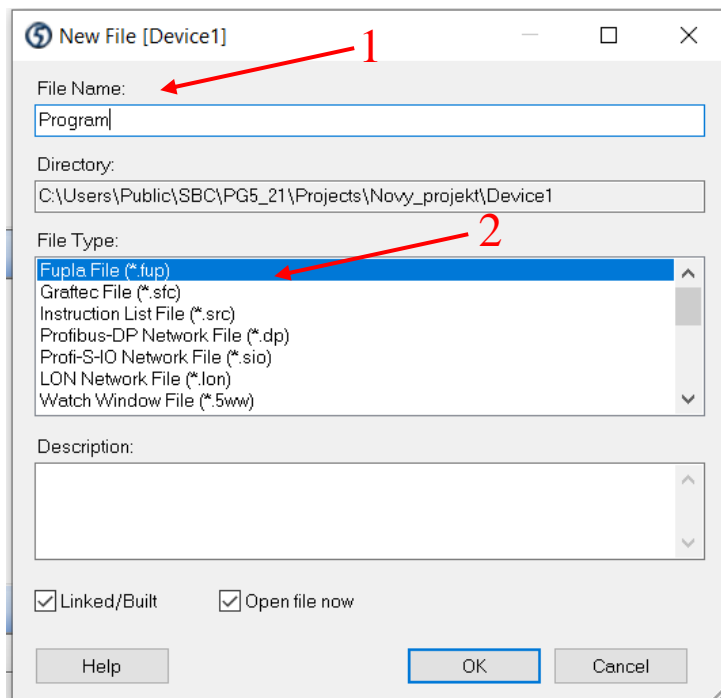 New File [Device1]
1
File Name:
Program
Directory:
C:\Users\Public\SBC\PG5_21\Projects\Novy_projekt\Device1
2
File Type:
Fupla File (*.fup)
Graftec File (*.sfc)
Instruction List File (*.src)
Profibus-DP Network File (*.dp)
Profi-S-IO Network File (*.sio)
LON Network File (*.lon)
Watch Window File (*.5ww)
Description:
Linked/Built
Open file now
Help
OK
Cancel